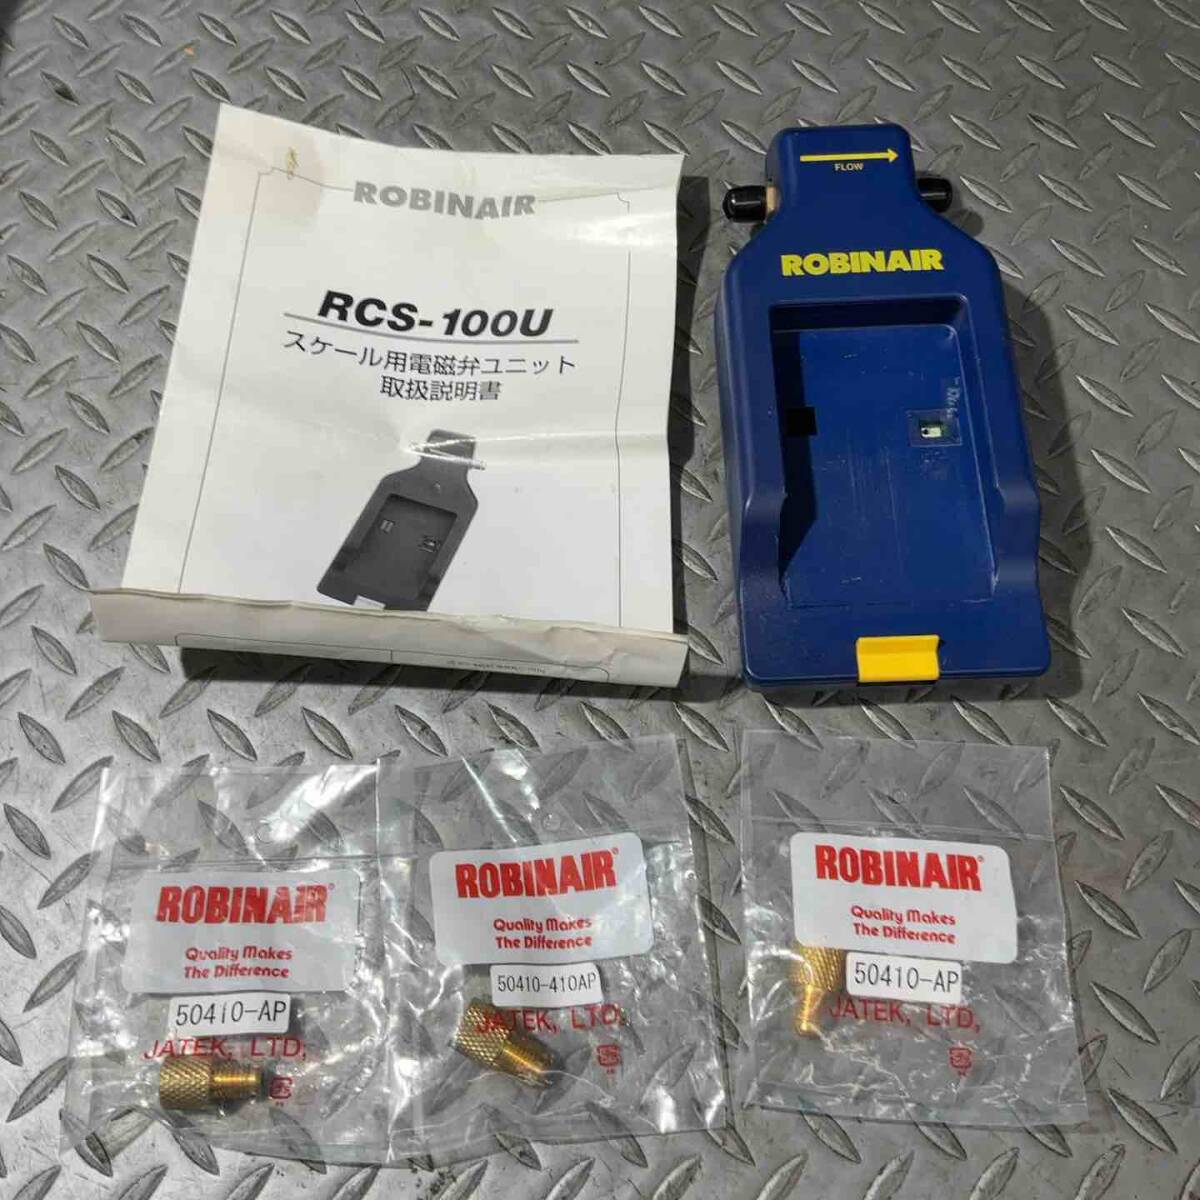 ROBINAIR
RCS-100U
スケール用電磁弁ユニット
取扱説明書
FLOW
ROBINAIR
ROBINAIR®
Quality Makes
The Difference
50410-AP
JATEK, LTD,
ROBINAIR®
Quality Makes
The Difference
50410-410AP
JATEK, LTD,
ROBINAIR®
Quality Makes
The Difference
50410-AP
JATEK, LTD,